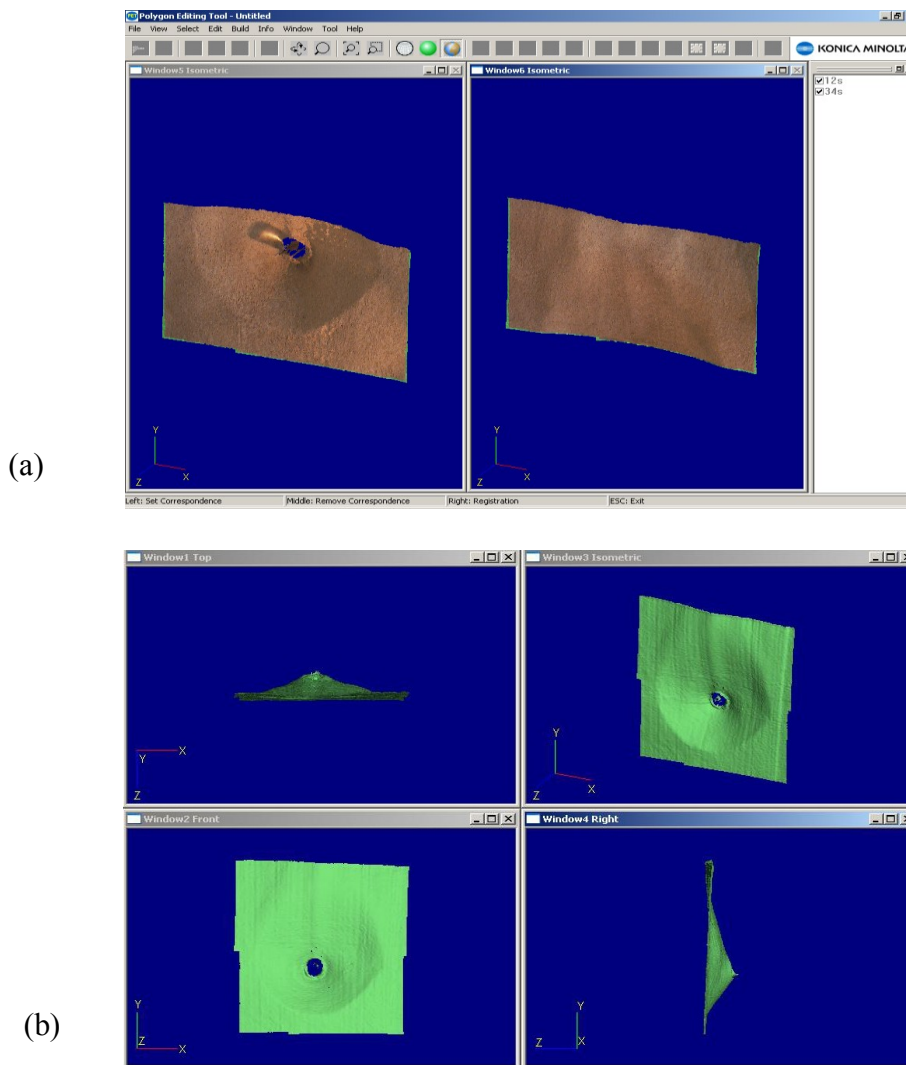 Polygon Editing Tool - Untitled
File View Select Edit Build Info Window Tool Help
KONICA MINOLTA
Window5 Isometric
Window6 Isometric
12s
34s
Y
Z
X
Y
Z
X
(a)
Left: Set Correspondence Middle: Remove Correspondence Right: Registration ESC: Exit
Window1 Top
Window3 Isometric
X
Y
Z
Y
Z
X
Window2 Front
Window4 Right
Y
Z
X
Y
Z
X
(b)